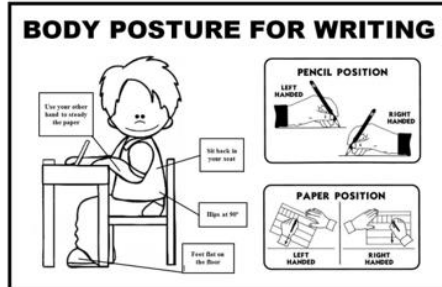 BODY POSTURE FOR WRITING
Use your other
hand to steady
the paper
Sit back in
your seat
Hips at 90°
Feet flat on
the floor
PENCIL POSITION
LEFT
HANDED
RIGHT
HANDED
PAPER POSITION
LEFT
HANDED
RIGHT
HANDED